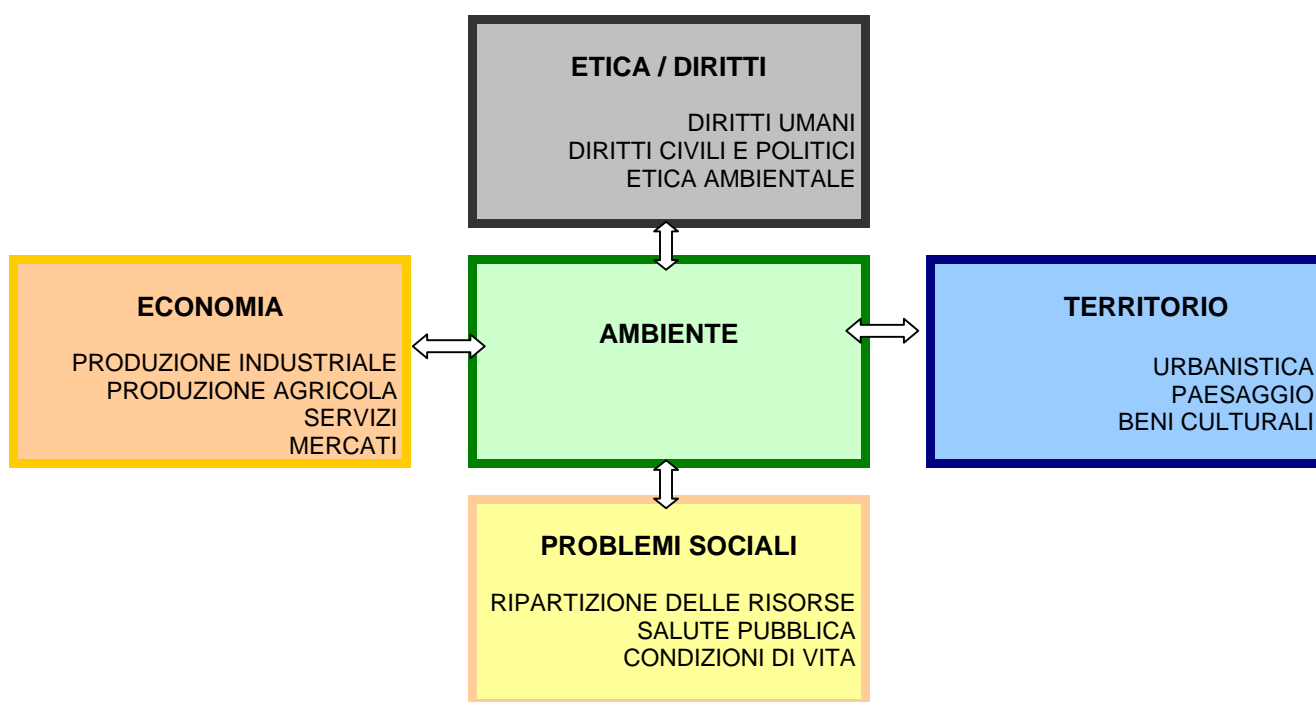 ETICA / DIRITTI
DIRITTI UMANI
DIRITTI CIVILI E POLITICI
ETICA AMBIENTALE
ECONOMIA
PRODUZIONE INDUSTRIALE
PRODUZIONE AGRICOLA
SERVIZI
MERCATI
AMBIENTE
TERRITORIO
URBANISTICA
PAESAGGIO
BENI CULTURALI
PROBLEMI SOCIALI
RIPARTIZIONE DELLE RISORSE
SALUTE PUBBLICA
CONDIZIONI DI VITA